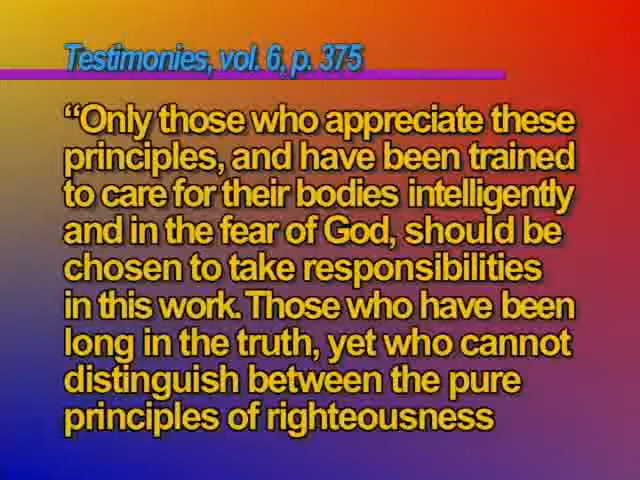 Testimonies, vol. 6, p. 375
“Only those who appreciate these
principles, and have been trained
to care for their bodies intelligently
and in the fear of God, should be
chosen to take responsibilities
in this work. Those who have been
long in the truth, yet who cannot
distinguish between the pure
principles of righteousness